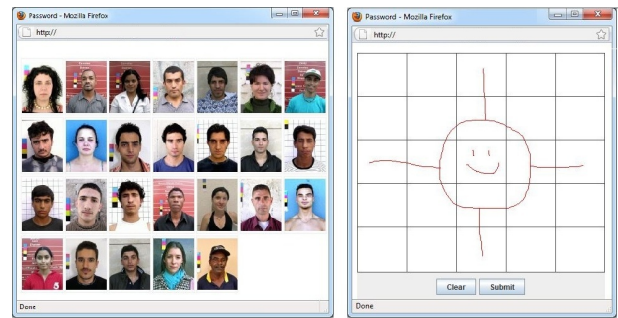 Password - Mozilla Firefox
http://
Done
Password - Mozilla Firefox
http://
Clear
Submit
Done